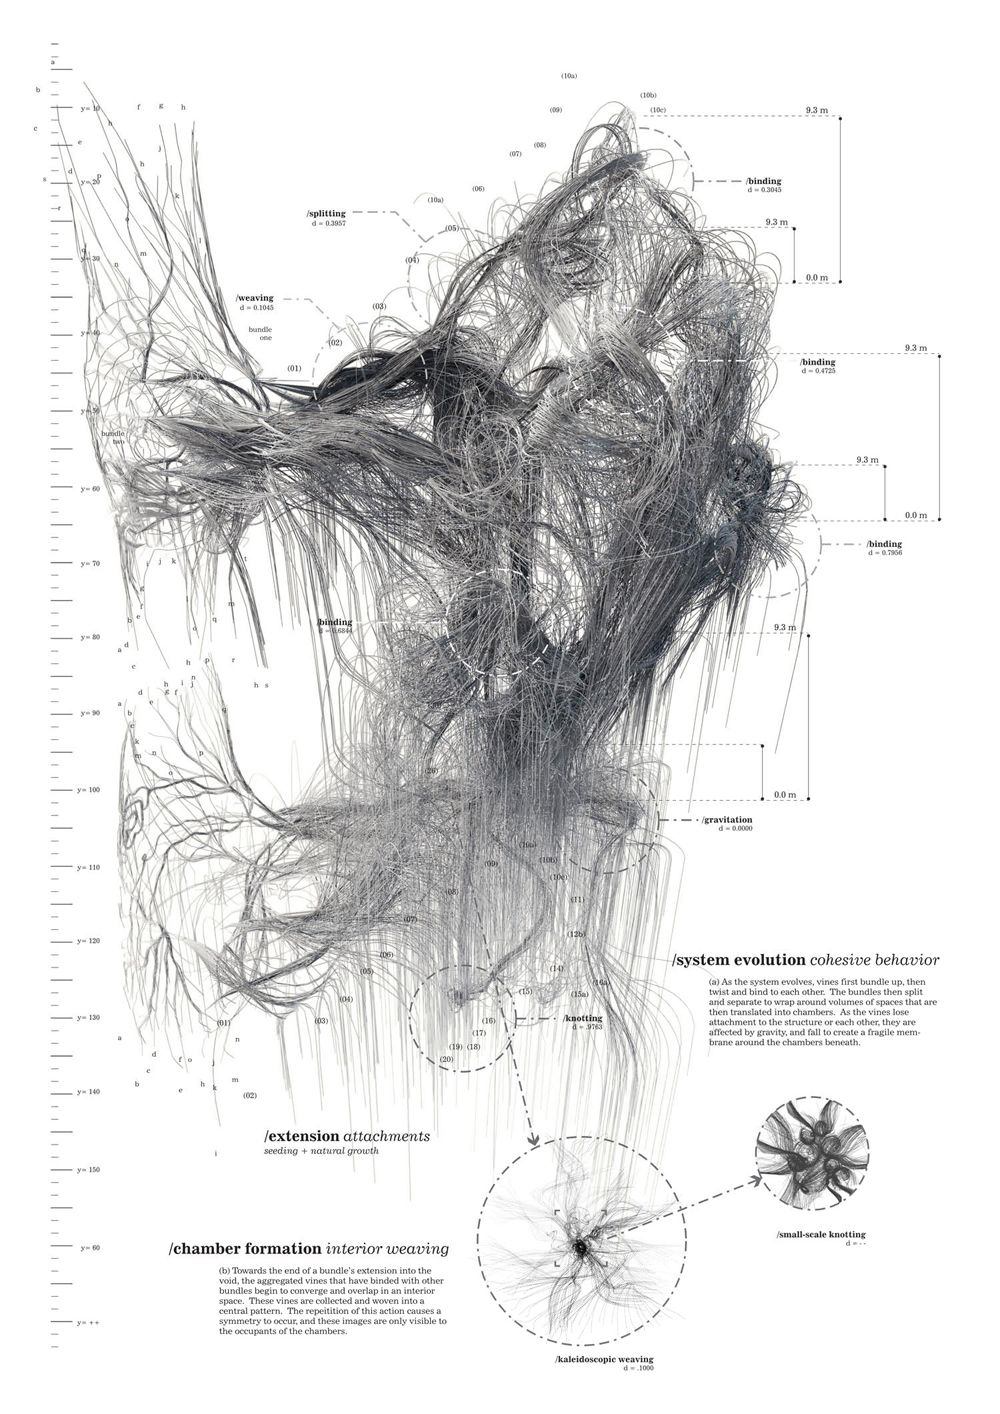 a
b
y= 10
f g h
(10a)
(10b)
(09)
(10c)
9.3 m
h
c
e
j
(08)
(07)
h
d
p
s
y= 20
/binding
d = 0.3045
(06)
k
(10a)
r
/splitting
d = 0.3957
o
9.3 m
(05)
l
m
y= 30
n
(04)
0.0 m
/weaving
d = 0.1045
(03)
bundle
one
y= 40
(02)
9.3 m
/binding
d = 0.4725
(01)
y= 50
bundle
two
9.3 m
y= 60
0.0 m
/binding
d = 0.7956
y= 70
i j k
t
g
f
l
m
b e
q
o
/binding
9.3 m
y= 80
a d
c
h p r
n
h i j
h s
d g f
a
e
b
q
y= 90
c
k
m n
p
o
(20)
y= 100
0.0 m
/gravitation
d = 0.0000
(10a)
(10b)
(09)
y= 110
(10c)
(08)
(11)
(07)
(12b)
y= 120
(06)
/system evolution cohesive behavior
(05)
(14)
(a) As the system evolves, vines first bundle up, then
twist and bind to each other. The bundles then split
and separate to wrap around volumes of spaces that are
then translated into chambers. As the vines lose
attachment to the structure or each other, they are
affected by gravity, and fall to create a fragile mem-
brane around the chambers beneath.
(16a)
(15)
(15a)
(04)
y= 130
(01)
(03)
(16)
/knotting
d = .9763
(17)
a
n
(19) (18)
d
f o
j
(20)
c
b
e
h k
m
y= 140
(02)
/extension attachments
seeding + natural growth
i
y= 150
/small-scale knotting
d = - -
y= 60
/chamber formation interior weaving
(b) Towards the end of a bundle's extension into the
void, the aggregated vines that have binded with other
bundles begin to converge and overlap in an interior
space. These vines are collected and woven into a
central pattern. The repeitition of this action causes a
symmetry to occur, and these images are only visible to
the occupants of the chambers.
y= ++
/kaleidoscopic weaving
d = .1000